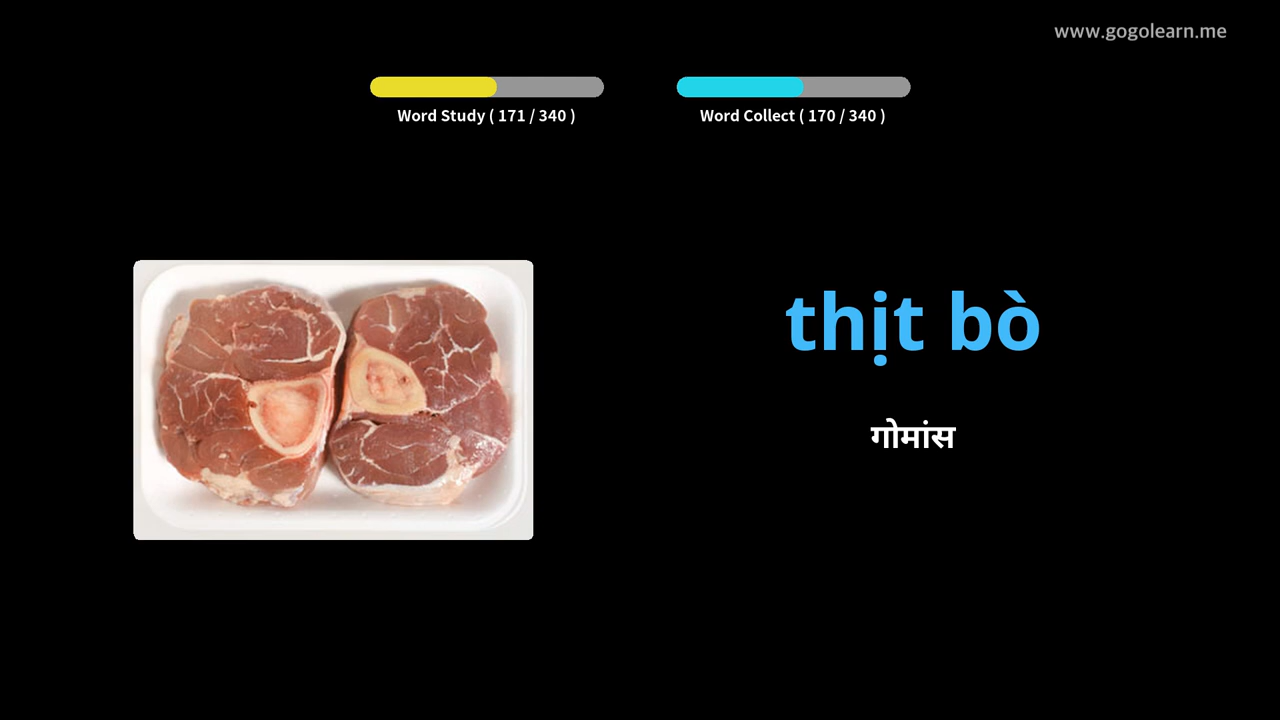 www.gogolearn.me
Word Study ( 171 / 340 )
Word Collect ( 170 / 340 )
thịt bò
गोमांस